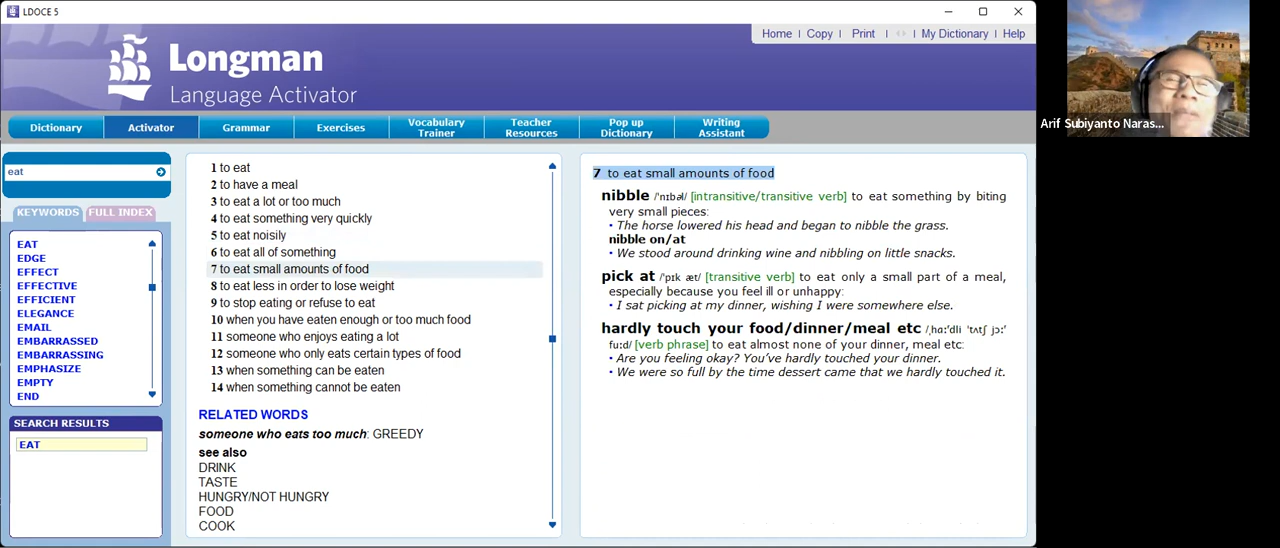 LDOCE 5
Home | Copy | Print | <> | My Dictionary | Help
Longman
Language Activator
Dictionary
Activator
Grammar
Exercises
Vocabulary
Trainer
Teacher
Resources
Pop up
Dictionary
Writing
Assistant
eat
KEYWORDS
FULL INDEX
EAT
EDGE
EFFECT
EFFECTIVE
EFFICIENT
ELEGANCE
EMAIL
EMBARRASSED
EMBARRASSING
EMPHASIZE
EMPTY
END
SEARCH RESULTS
EAT
1 to eat
2 to have a meal
3 to eat a lot or too much
4 to eat something very quickly
5 to eat noisily
6 to eat all of something
7 to eat small amounts of food
8 to eat less in order to lose weight
9 to stop eating or refuse to eat
10 when you have eaten enough or too much food
11 someone who enjoys eating a lot
12 someone who only eats certain types of food
13 when something can be eaten
14 when something cannot be eaten
RELATED WORDS
someone who eats too much: GREEDY
see also
DRINK
TASTE
HUNGRY/NOT HUNGRY
FOOD
COOK
7 to eat small amounts of food
nibble /ˈnɪbəl/ [intransitive/transitive verb] to eat something by biting
very small pieces:
• The horse lowered his head and began to nibble the grass.
nibble on/at
• We stood around drinking wine and nibbling on little snacks.
pick at /ˈpɪk æt/ [transitive verb] to eat only a small part of a meal,
especially because you feel ill or unhappy:
• I sat picking at my dinner, wishing I were somewhere else.
hardly touch your food/dinner/meal etc /ˌhɑːʳdli ˈtʌtʃ jɔːʳ
fuːd/ [verb phrase] to eat almost none of your dinner, meal etc:
• Are you feeling okay? You've hardly touched your dinner.
• We were so full by the time dessert came that we hardly touched it.
Arif Subiyanto Naras...